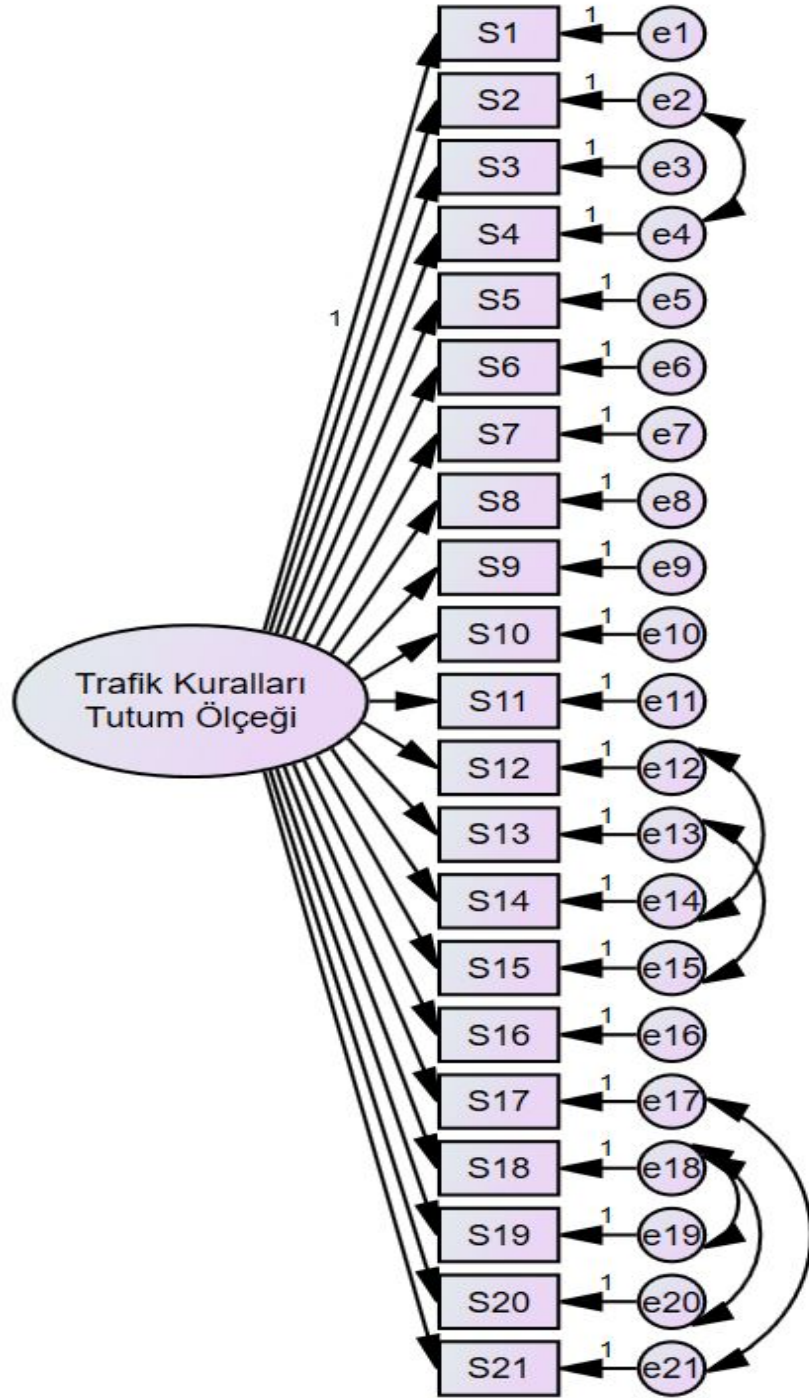 S1 1 e1
S2 1 e2
S3 1 e3
S4 1 e4
S5 1 e5
1
S6 1 e6
S7 1 e7
S8 1 e8
S9 1 e9
S10 1 e10
Trafik Kuralları
Tutum Ölçeği
S11 1 e11
S12 1 e12
S13 1 e13
S14 1 e14
S15 1 e15
S16 1 e16
S17 1 e17
S18 1 e18
S19 1 e19
S20 1 e20
S21 1 e21